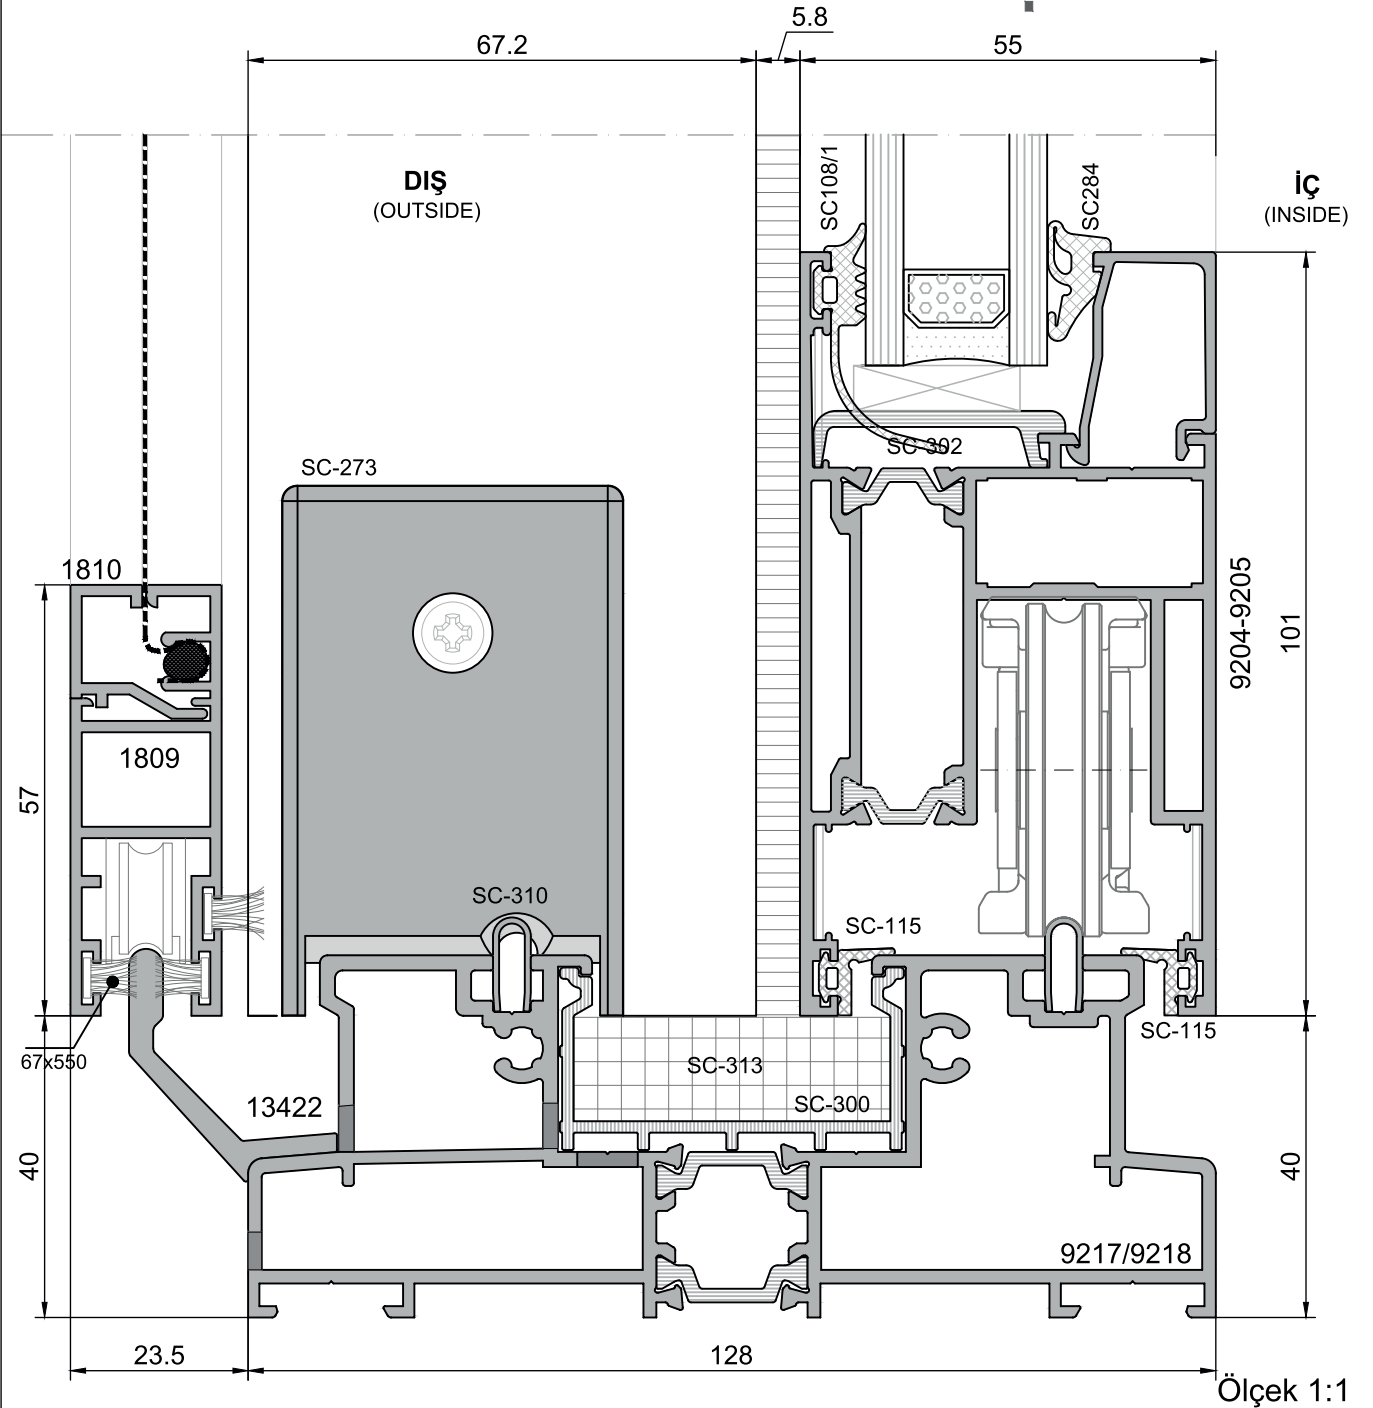 5.8
67.2
55
DIŞ
(OUTSIDE)
SC108/1
SC284
İÇ
(INSIDE)
SC-302
SC-273
1810
9204-9205
101
1809
57
SC-310
SC-115
SC-115
67x550
SC-313
SC-300
13422
40
40
9217/9218
23.5
128
Ölçek 1:1